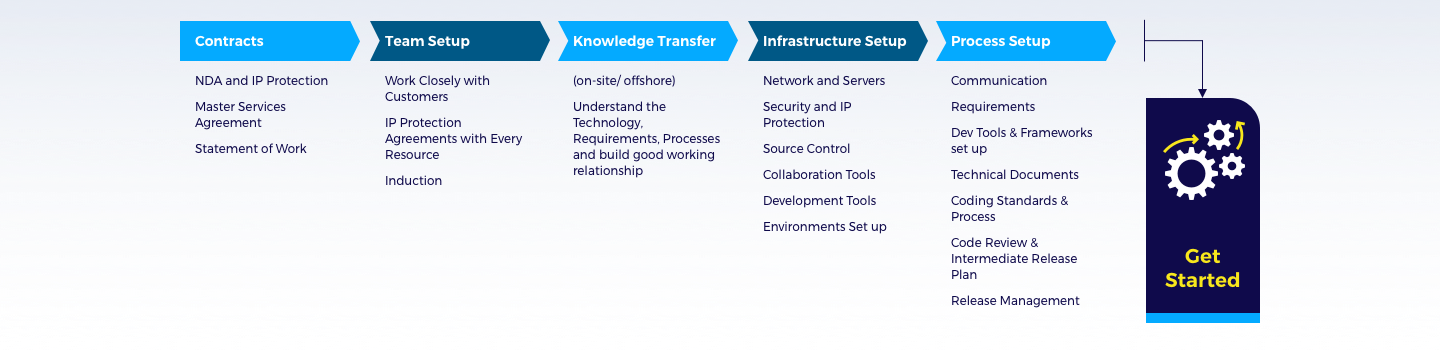 Contracts
NDA and IP Protection
Master Services
Agreement
Statement of Work
Team Setup
Work Closely with
Customers
IP Protection
Agreements with Every
Resource
Induction
Knowledge Transfer
(on-site/ offshore)
Understand the
Technology,
Requirements, Processes
and build good working
relationship
Infrastructure Setup
Network and Servers
Security and IP
Protection
Source Control
Collaboration Tools
Development Tools
Environments Set up
Process Setup
Communication
Requirements
Dev Tools & Frameworks
set up
Technical Documents
Coding Standards &
Process
Code Review &
Intermediate Release
Plan
Release Management
Get
Started